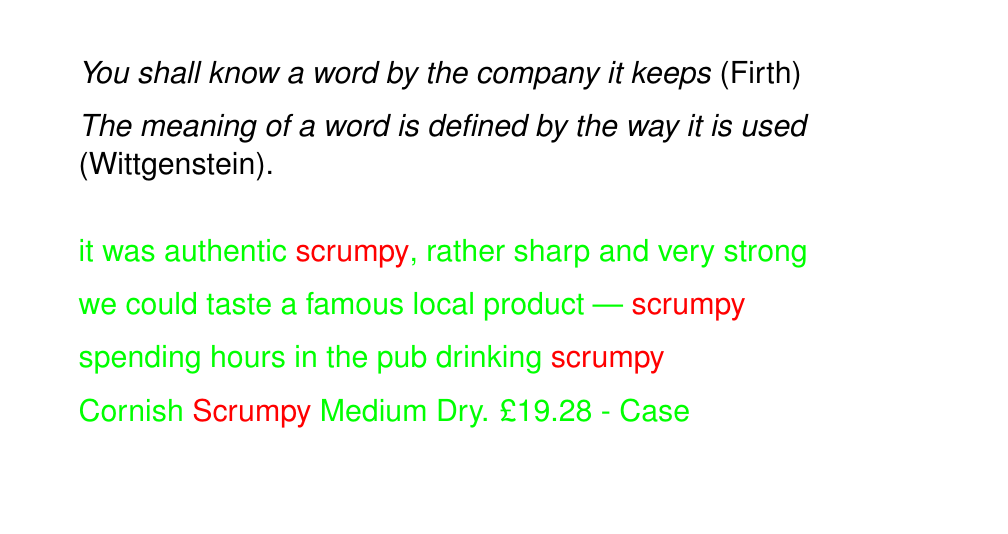 You shall know a word by the company it keeps (Firth)
The meaning of a word is defined by the way it is used
(Wittgenstein).
it was authentic scrumpy, rather sharp and very strong
we could taste a famous local product — scrumpy
spending hours in the pub drinking scrumpy
Cornish Scrumpy Medium Dry. £19.28 - Case